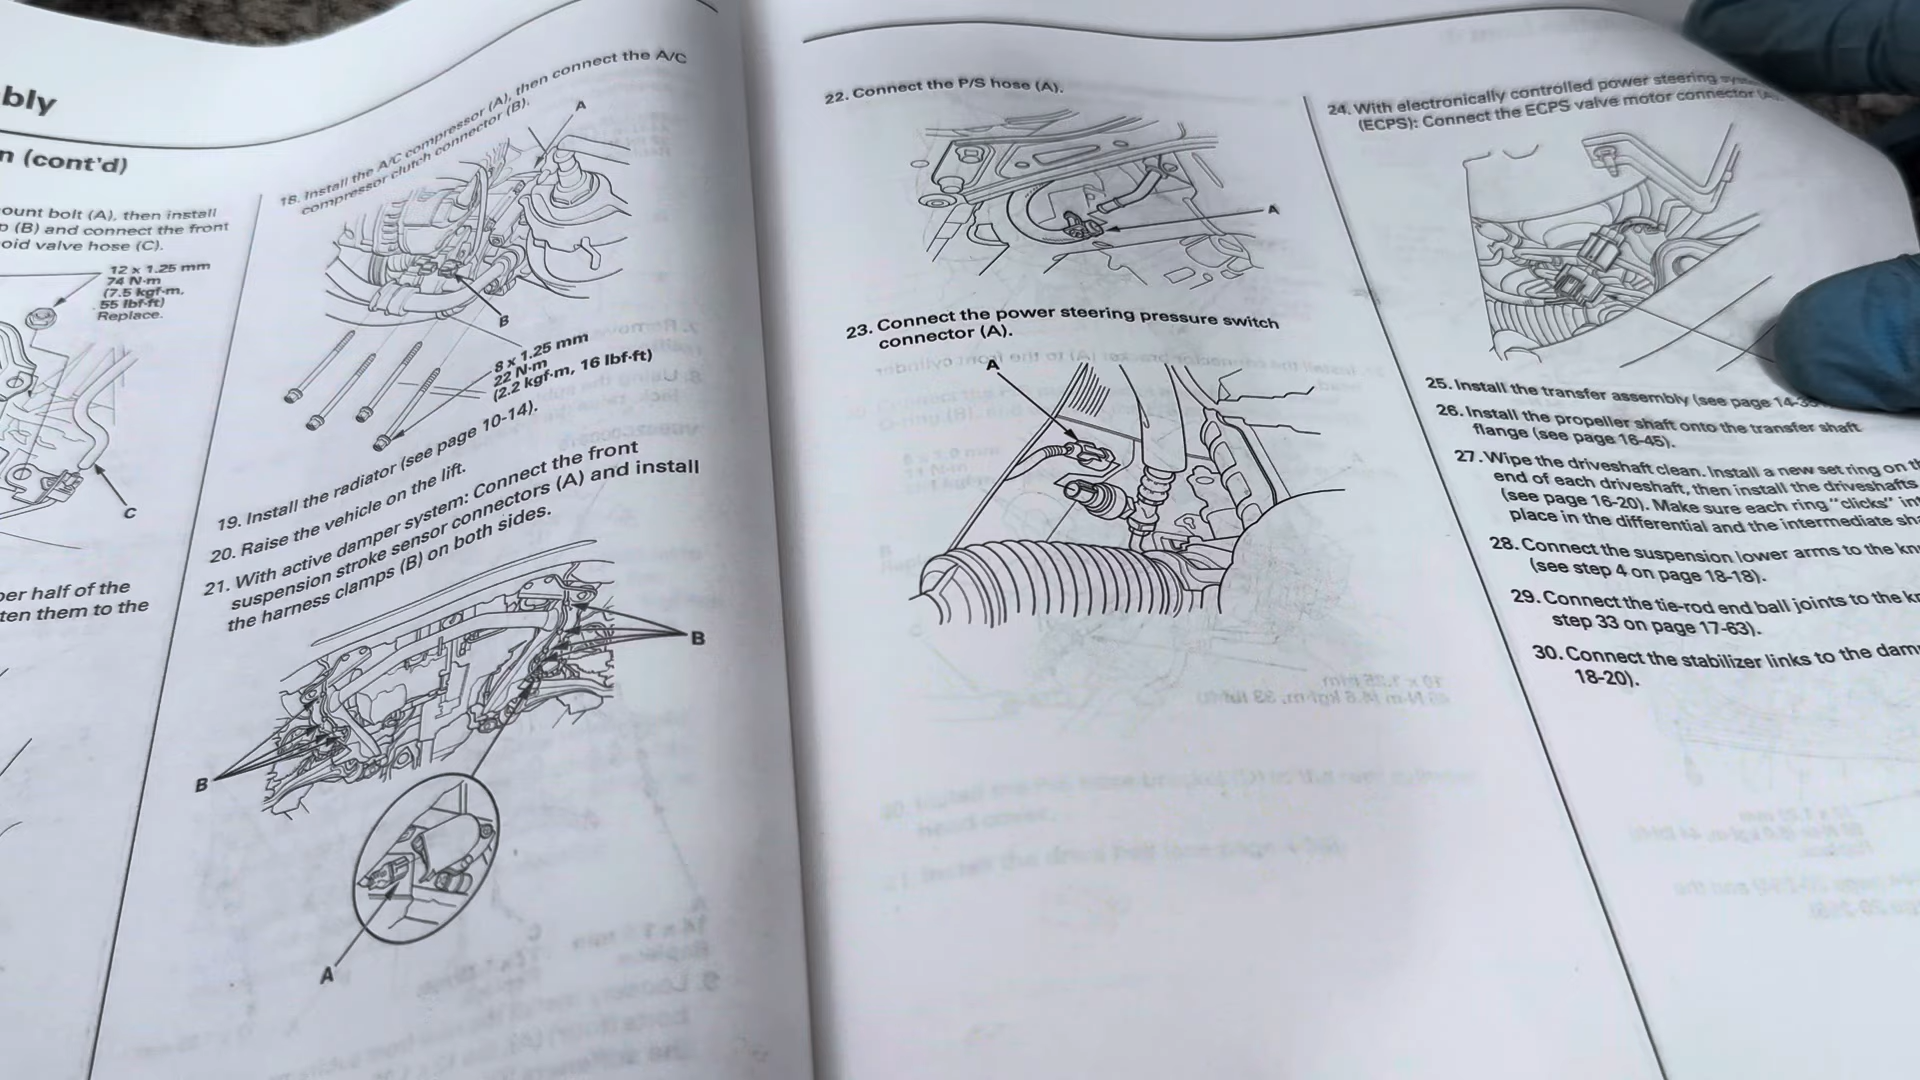 bly
n (cont'd)
ount bolt (A), then install
p (B) and connect the front
oid valve hose (C).
12 x 1.25 mm
74 N·m
(7.5 kgf·m,
55 lbf·ft)
Replace.
C
per half of the
ten them to the
18. Install the A/C compressor (A), then connect the A/C
compressor clutch connector (B).
A
B
8 x 1.25 mm
22 N·m
(2.2 kgf·m, 16 lbf·ft)
19. Install the radiator (see page 10-14).
20. Raise the vehicle on the lift.
21. With active damper system: Connect the front
suspension stroke sensor connectors (A) and install
the harness clamps (B) on both sides.
B
B
A
22. Connect the P/S hose (A).
A
23. Connect the power steering pressure switch
connector (A).
A
24. With electronically controlled power steering
(ECPS): Connect the ECPS valve motor connector
25. Install the transfer assembly (see page
26. Install the propeller shaft onto the transfer shaft
flange (see page 16-45).
27. Wipe the driveshaft clean. Install a new set ring on
end of each driveshaft, then install the driveshafts
(see page 16-20). Make sure each ring "clicks"
place in the differential and the intermediate
28. Connect the suspension lower arms to the
(see step 4 on page 18-18).
29. Connect the tie-rod end ball joints to the
step 33 on page 17-63).
30. Connect the stabilizer links to the
18-20).